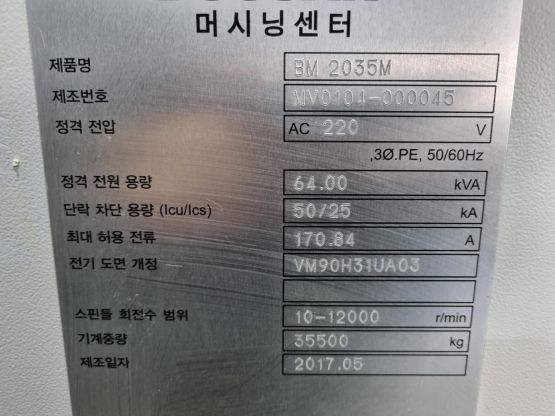 머시닝센터
제품명 BM 2035M
제조번호 MV0104-000045
정격 전압 AC 220 V
,3Ø.PE, 50/60Hz
정격 전원 용량 64.00 kVA
단락 차단 용량 (Icu/Ics) 50/25 kA
최대 허용 전류 170.84 A
전기 도면 개정 VM90H31UA03
스핀들 회전수 범위 10-12000 r/min
기계중량 35500 kg
제조일자 2017.05